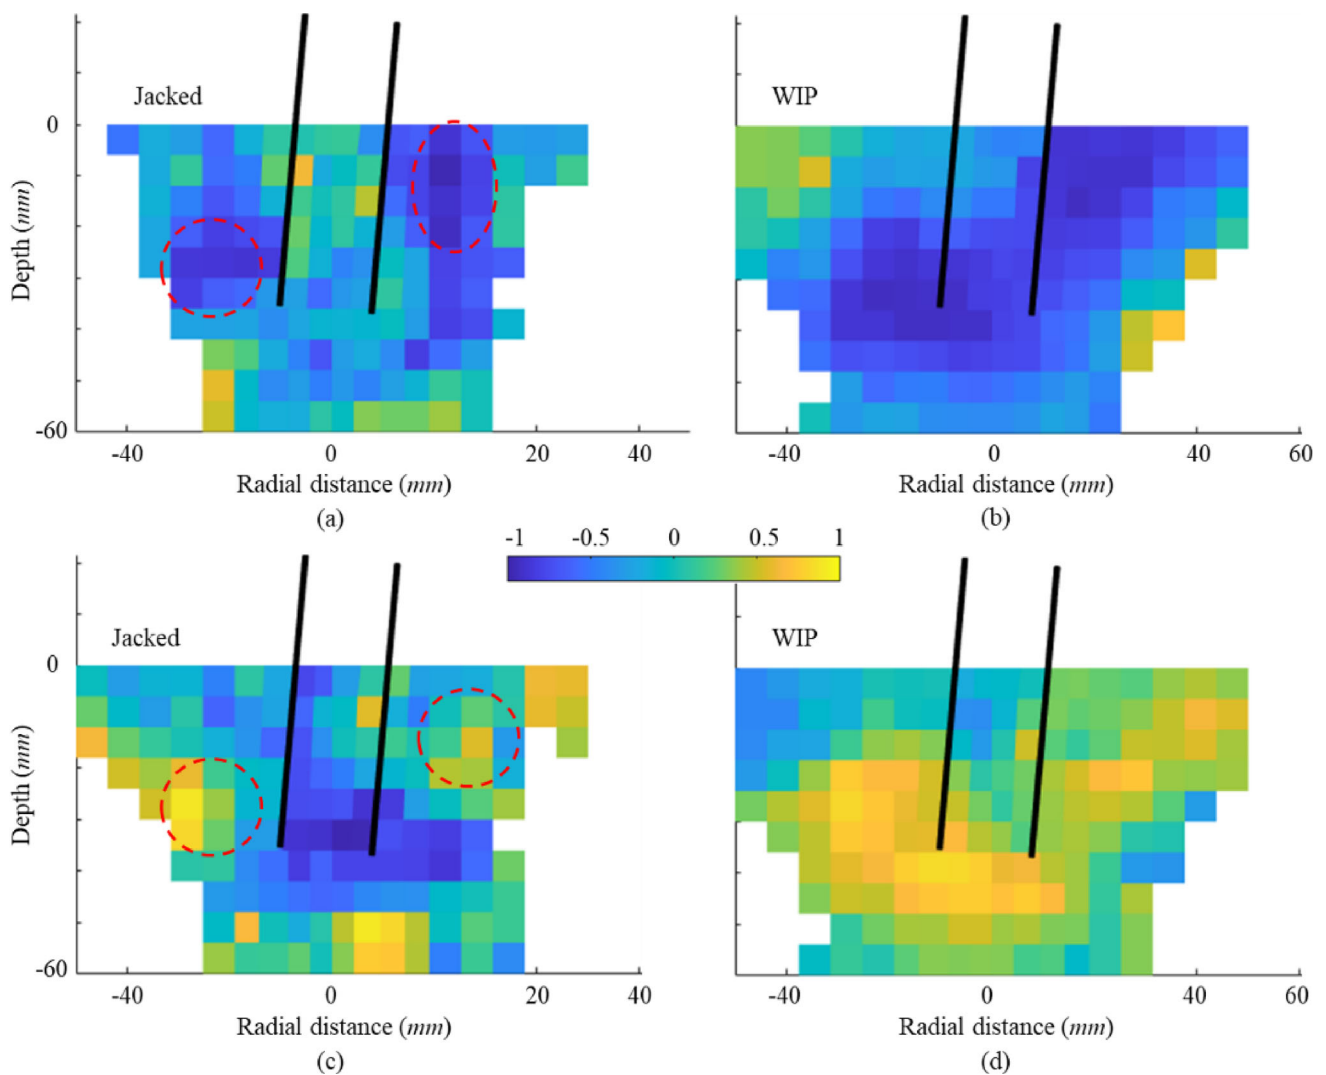 Jacked
0
Depth (mm)
-60
-40 0 20 40
Radial distance (mm)
(a)
WIP
-40 0 40 60
Radial distance (mm)
(b)
-1 -0.5 0 0.5 1
Jacked
0
Depth (mm)
-60
-40 0 20 40
Radial distance (mm)
(c)
WIP
-40 0 40 60
Radial distance (mm)
(d)